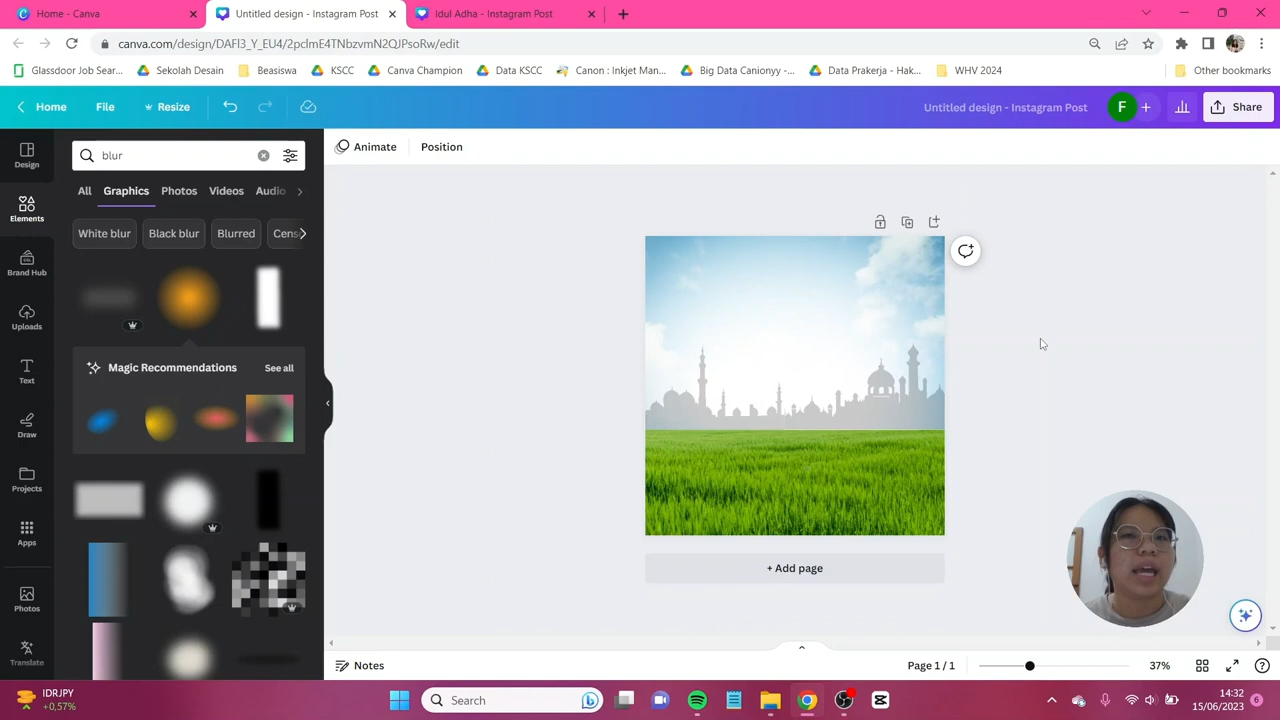 Home - Canva
Untitled design - Instagram Post
Idul Adha - Instagram Post
canva.com/design/DAFl3_Y_EU4/2pclmE4TNbzvmN2QJPsoRw/edit
Glassdoor Job Sear...
Sekolah Desain
Beasiswa
KSCC
Canva Champion
Data KSCC
Canon : Inkjet Man...
Big Data Canionyy -...
Data Prakerja - Hak...
WHV 2024
Other bookmarks
Home
File
Resize
Untitled design - Instagram Post
F
Share
Design
Elements
Brand Hub
Uploads
Text
Draw
Projects
Apps
Photos
Translate
blur
All
Graphics
Photos
Videos
Audio
White blur
Black blur
Blurred
Cens
Magic Recommendations
See all
Animate
Position
+ Add page
Notes
Page 1 / 1
37%
IDRJPY
+0,57%
Search
14:32
15/06/2023
6